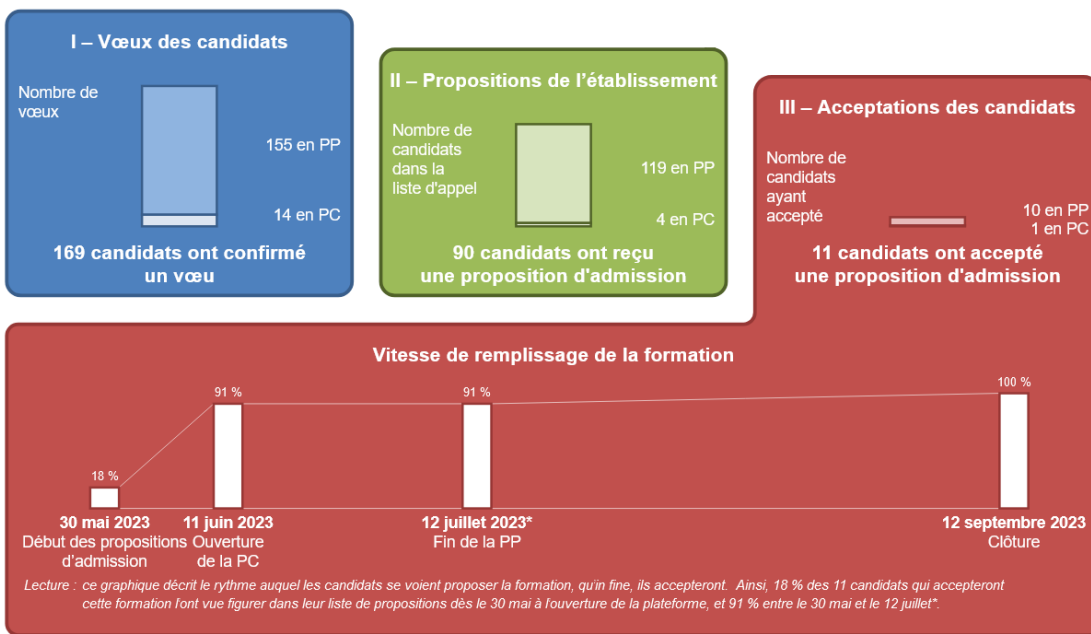 I – Vœux des candidats
Nombre de
vœux
155 en PP
14 en PC
169 candidats ont confirmé
un vœu
II – Propositions de l'établissement
Nombre de
candidats
dans la
liste d'appel
119 en PP
4 en PC
90 candidats ont reçu
une proposition d'admission
III – Acceptations des candidats
Nombre de
candidats
ayant
accepté
10 en PP
1 en PC
11 candidats ont accepté
une proposition d'admission
Vitesse de remplissage de la formation
18 %
91 %
91 %
100 %
30 mai 2023
Début des propositions
d'admission
11 juin 2023
Ouverture
de la PC
12 juillet 2023*
Fin de la PP
12 septembre 2023
Clôture
Lecture : ce graphique décrit le rythme auquel les candidats se voient proposer la formation, qu'in fine, ils accepteront. Ainsi, 18 % des 11 candidats qui accepteront
cette formation l'ont vue figurer dans leur liste de propositions dès le 30 mai à l'ouverture de la plateforme, et 91 % entre le 30 mai et le 12 juillet*.